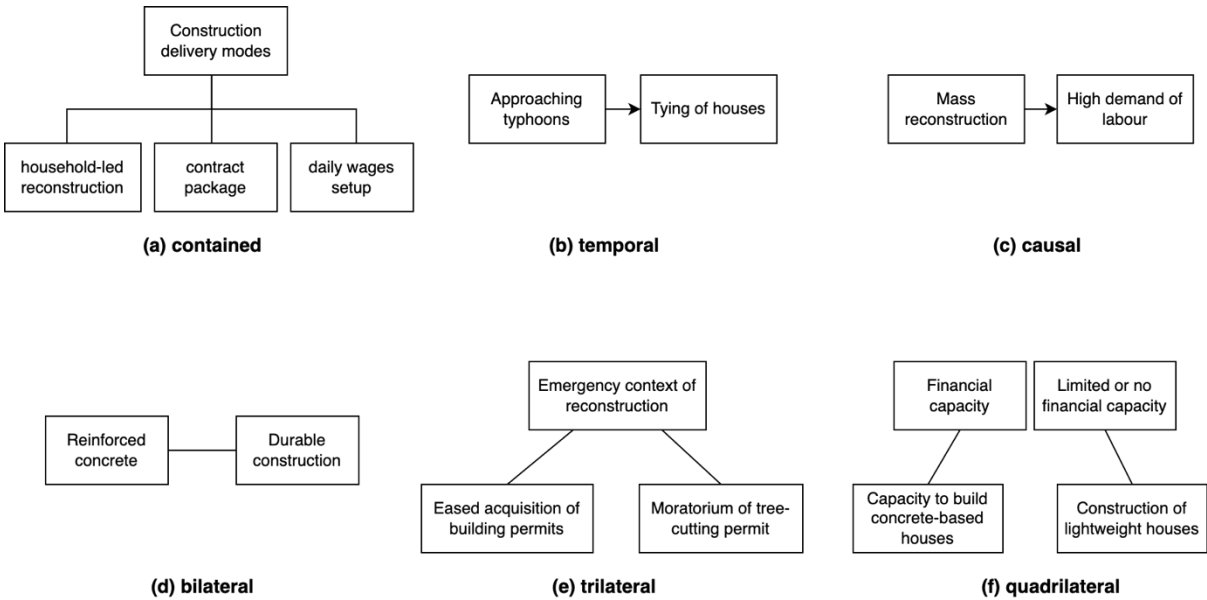 Construction
delivery modes
household-led
reconstruction
contract
package
daily wages
setup
(a) contained
Approaching
typhoons
Tying of houses
(b) temporal
Mass
reconstruction
High demand of
labour
(c) causal
Reinforced
concrete
Durable
construction
(d) bilateral
Emergency context of
reconstruction
Eased acquisition of
building permits
Moratorium of tree-
cutting permit
(e) trilateral
Financial
capacity
Limited or no
financial capacity
Capacity to build
concrete-based
houses
Construction of
lightweight houses
(f) quadrilateral